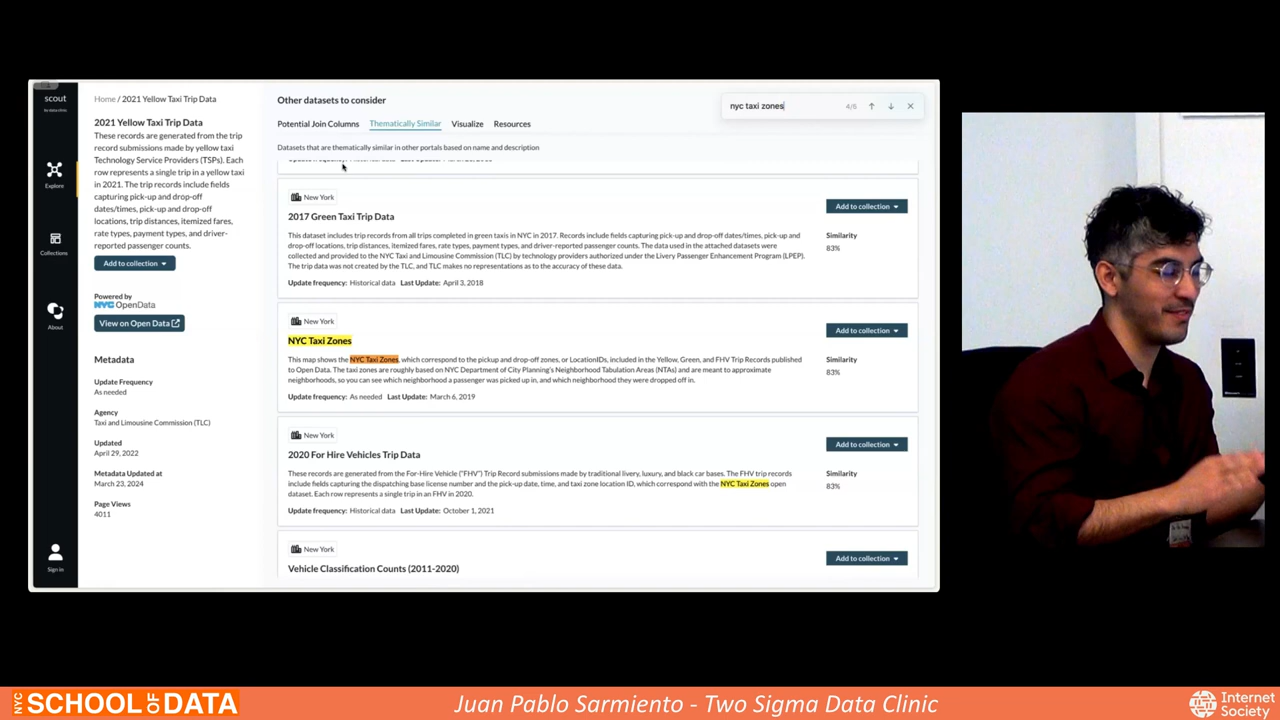 scout
by data clinic
Explore
Collections
About
Sign in
Home / 2021 Yellow Taxi Trip Data
2021 Yellow Taxi Trip Data
These records are generated from the trip
record submissions made by yellow taxi
Technology Service Providers (TSPs). Each
row represents a single trip in a yellow taxi
in 2021. The trip records include fields
capturing pick-up and drop-off
dates/times, pick-up and drop-off
locations, trip distances, itemized fares,
rate types, payment types, and driver-
reported passenger counts.
Add to collection
Powered by
NYC OpenData
View on Open Data
Metadata
Update Frequency
As needed
Agency
Taxi and Limousine Commission (TLC)
Updated
April 29, 2022
Metadata Updated at
March 23, 2024
Page Views
4011
Other datasets to consider
nyc taxi zones 4/6
Potential Join Columns Thematically Similar Visualize Resources
Datasets that are thematically similar in other portals based on name and description
New York
2017 Green Taxi Trip Data
This dataset includes trip records from all trips completed in green taxis in NYC in 2017. Records include fields capturing pick-up and drop-off dates/times, pick-up and
drop-off locations, trip distances, itemized fares, rate types, payment types, and driver-reported passenger counts. The data used in the attached datasets were
collected and provided to the NYC Taxi and Limousine Commission (TLC) by technology providers authorized under the Livery Passenger Enhancement Program (LPEP).
The trip data was not created by the TLC, and TLC makes no representations as to the accuracy of these data.
Update frequency: Historical data Last Update: April 3, 2018
Add to collection
Similarity
83%
New York
NYC Taxi Zones
This map shows the NYC Taxi Zones, which correspond to the pickup and drop-off zones, or LocationIDs, included in the Yellow, Green, and FHV Trip Records published
to Open Data. The taxi zones are roughly based on NYC Department of City Planning's Neighborhood Tabulation Areas (NTAs) and are meant to approximate
neighborhoods, so you can see which neighborhood a passenger was picked up in, and which neighborhood they were dropped off in.
Update frequency: As needed Last Update: March 6, 2019
Add to collection
Similarity
83%
New York
2020 For Hire Vehicles Trip Data
These records are generated from the For-Hire Vehicle ("FHV") Trip Record submissions made by traditional livery, luxury, and black car bases. The FHV trip records
include fields capturing the dispatching base license number and the pick-up date, time, and taxi zone location ID, which correspond with the NYC Taxi Zones open
dataset. Each row represents a single trip in an FHV in 2020.
Update frequency: Historical data Last Update: October 1, 2021
Add to collection
Similarity
83%
New York
Vehicle Classification Counts (2011-2020)
Add to collection
NYC SCHOOL OF DATA
Juan Pablo Sarmiento - Two Sigma Data Clinic
Internet
Society